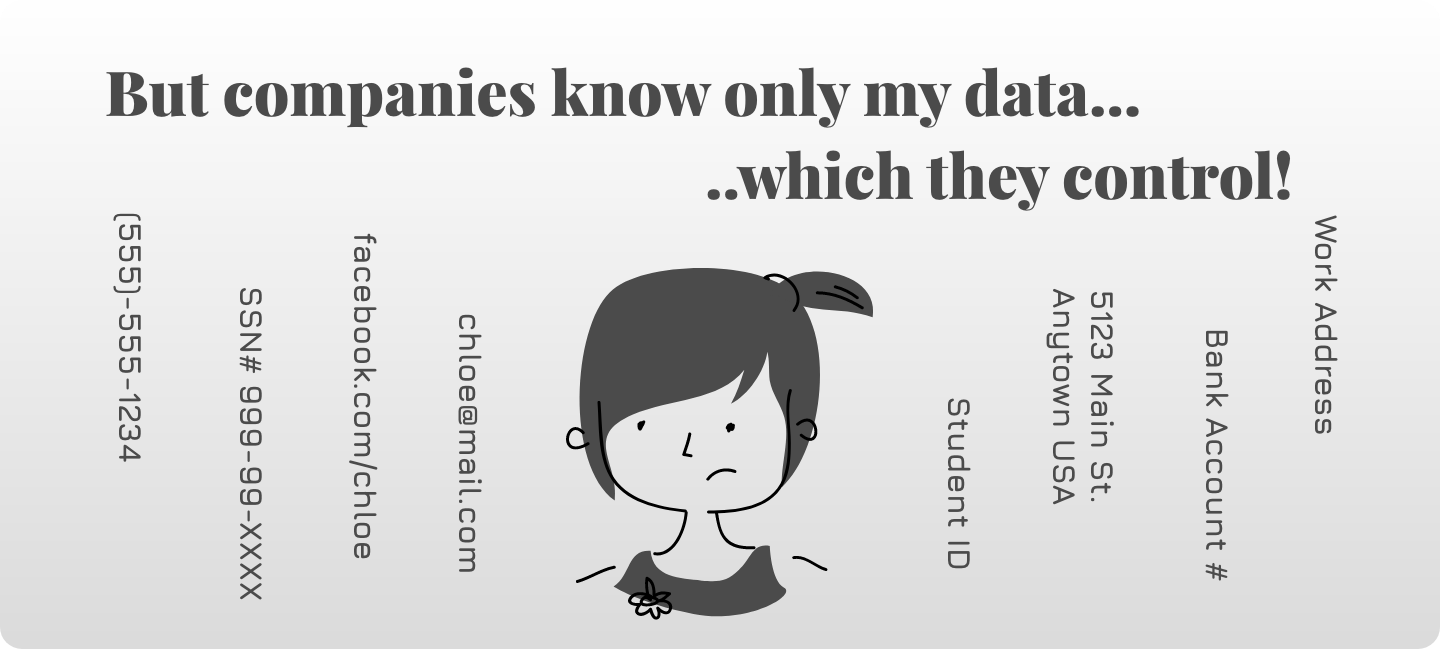 But companies know only my data...
..which they control!
(555)-555-1234
SSN# 999-99-XXXX
facebook.com/chloe
chloe@mail.com
Student ID
5123 Main St.
Anytown USA
Bank Account #
Work Address